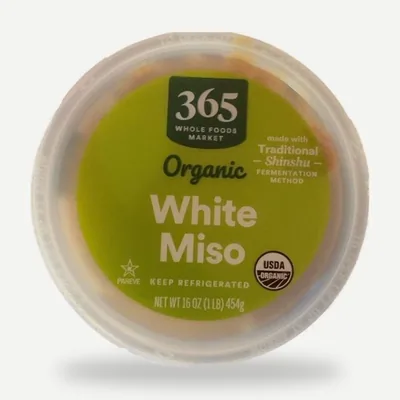 365
WHOLE FOODS
MARKET
made with
Traditional
Shinshu
FERMENTATION
METHOD
Organic
White
Miso
USDA
ORGANIC
PAREVE
KEEP REFRIGERATED
NET WT 16 OZ (1 LB) 454g